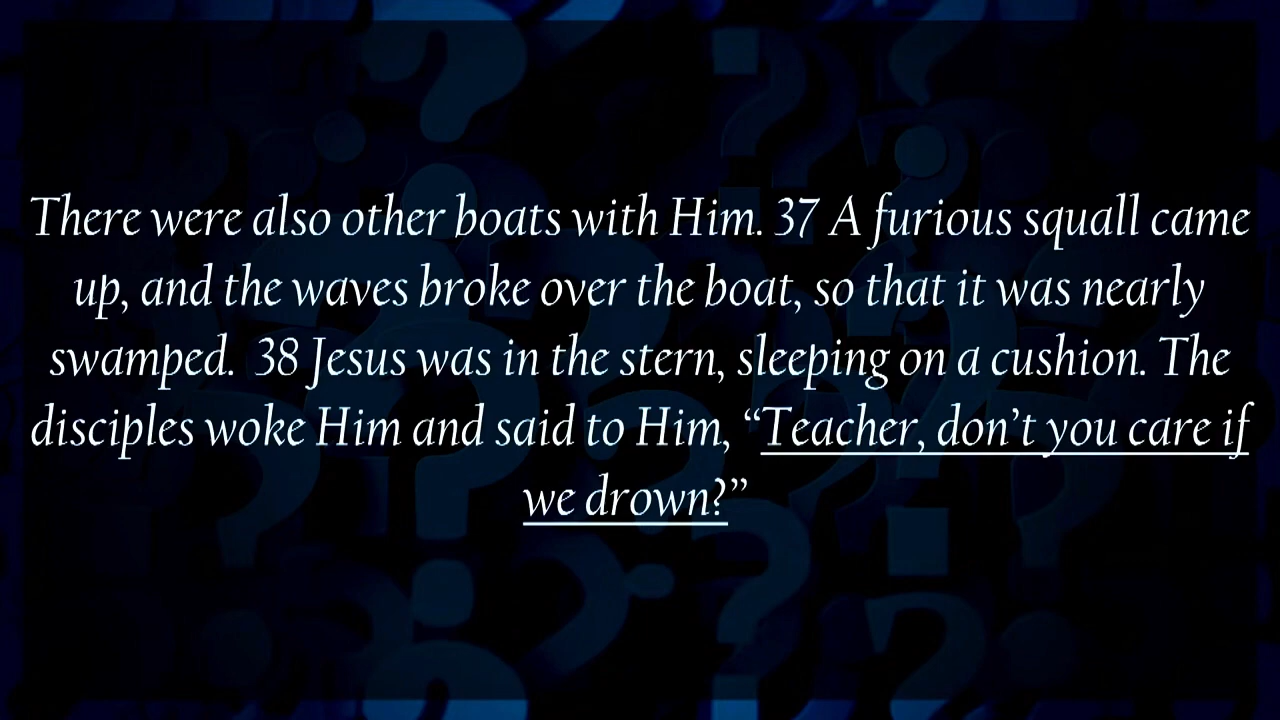 There were also other boats with Him. 37 A furious squall came
up, and the waves broke over the boat, so that it was nearly
swamped.  38 Jesus was in the stern, sleeping on a cushion. The
disciples woke Him and said to Him, “Teacher, don’t you care if
we drown?”